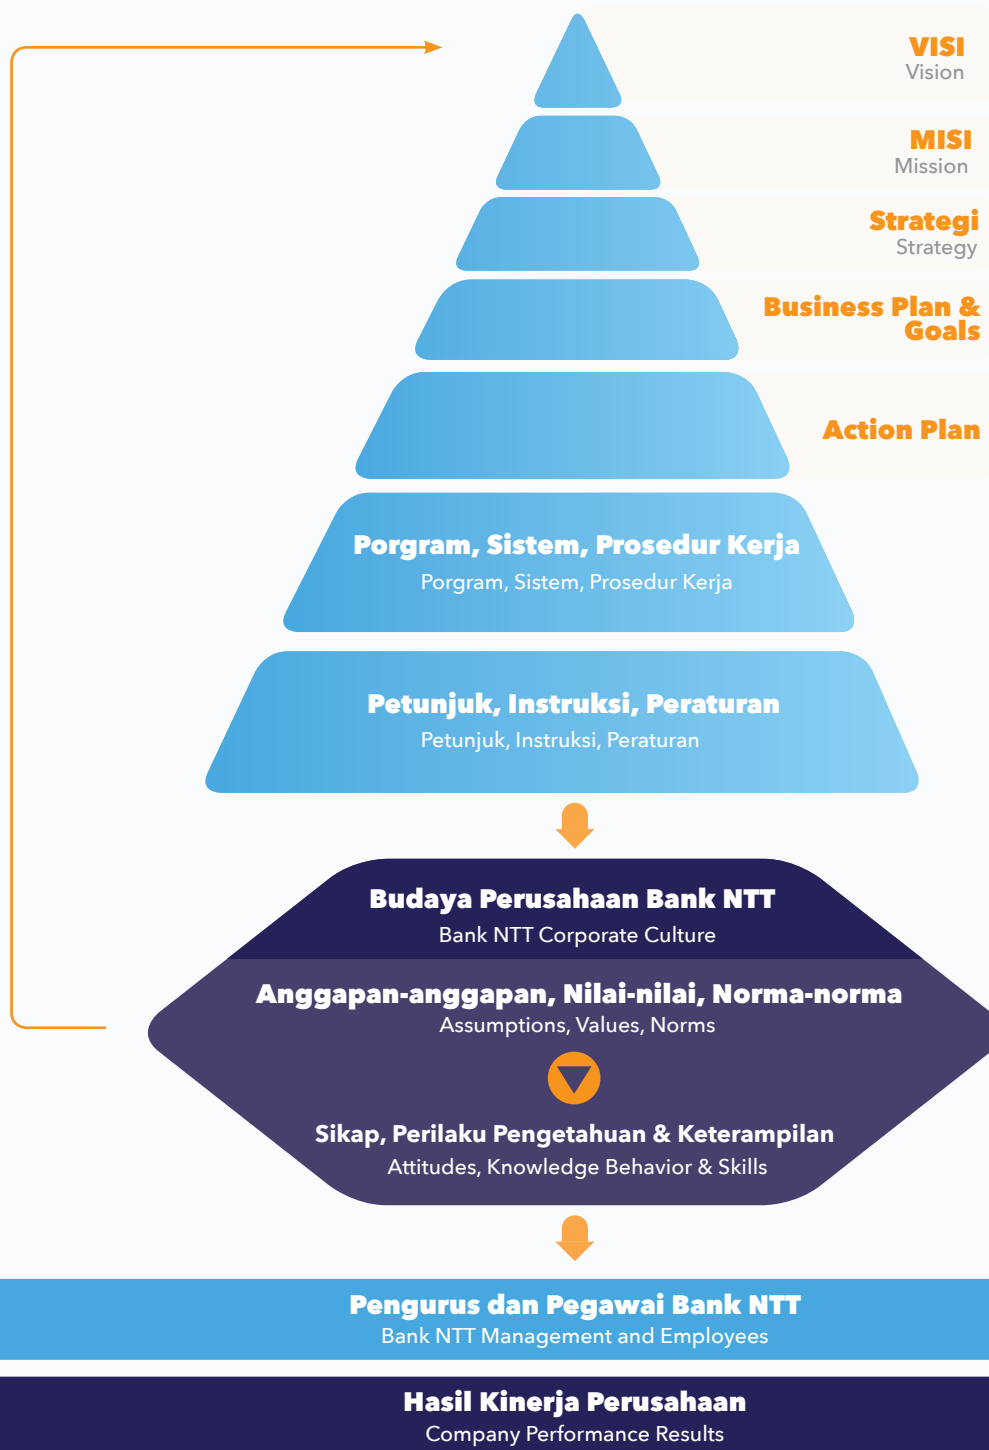 VISI
Vision
MISI
Mission
Strategi
Strategy
Business Plan &
Goals
Action Plan
Porgram, Sistem, Prosedur Kerja
Porgram, Sistem, Prosedur Kerja
Petunjuk, Instruksi, Peraturan
Petunjuk, Instruksi, Peraturan
Budaya Perusahaan Bank NTT
Bank NTT Corporate Culture
Anggapan-anggapan, Nilai-nilai, Norma-norma
Assumptions, Values, Norms
Sikap, Perilaku Pengetahuan & Keterampilan
Attitudes, Knowledge Behavior & Skills
Pengurus dan Pegawai Bank NTT
Bank NTT Management and Employees
Hasil Kinerja Perusahaan
Company Performance Results